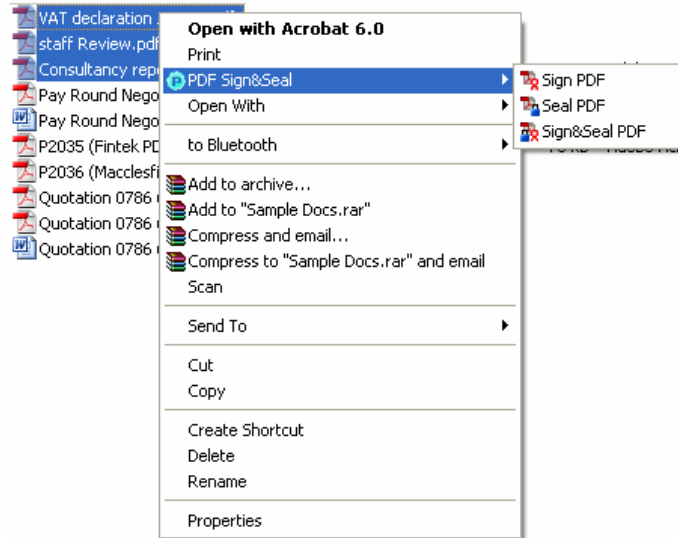 VAT declaration
staff Review.pdf
Consultancy rep
Pay Round Nego
Pay Round Nego
P2035 (Fintek PD
P2036 (Macclesfi
Quotation 0786
Quotation 0786
Quotation 0786
Open with Acrobat 6.0
Print
PDF Sign&Seal
Open With
to Bluetooth
Add to archive...
Add to "Sample Docs.rar"
Compress and email...
Compress to "Sample Docs.rar" and email
Scan
Send To
Cut
Copy
Create Shortcut
Delete
Rename
Properties
Sign PDF
Seal PDF
Sign&Seal PDF